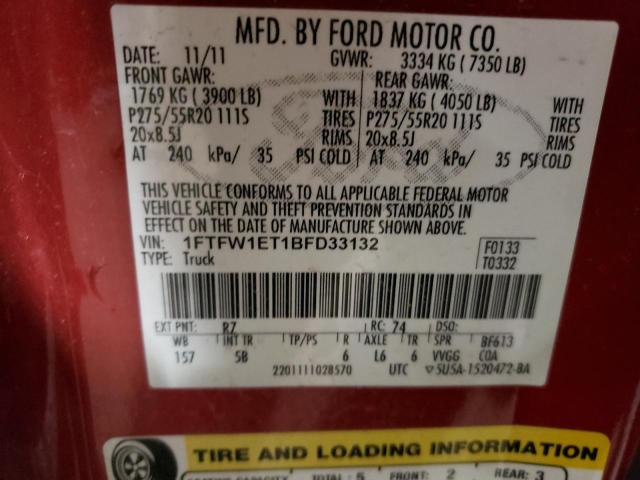 MFD. BY FORD MOTOR CO.
DATE: 11/11 GVWR: 3334 KG ( 7350 LB)
FRONT GAWR: REAR GAWR:
1769 KG ( 3900 LB) WITH 1837 KG ( 4050 LB) WITH
P275/55R20 111S TIRES P275/55R20 111S TIRES
20x8.5J RIMS 20x8.5J RIMS
AT 240 kPa/ 35 PSI COLD AT 240 kPa/ 35 PSI COLD
THIS VEHICLE CONFORMS TO ALL APPLICABLE FEDERAL MOTOR
VEHICLE SAFETY AND THEFT PREVENTION STANDARDS IN
EFFECT ON THE DATE OF MANUFACTURE SHOWN ABOVE.
VIN: 1FTFW1ET1BFD33132 F0133
TYPE: Truck T0332
EXT PNT: RZ RC: 74 DSO:
WB INT TR TP/PS R AXLE TR SPR BF613
157 5B 6 L6 6 VVGG COA
2201111028570 UTC 5U5A-1520472-BA
TIRE AND LOADING INFORMATION
SEATING CAPACITY TOTAL : 5 FRONT: 2 REAR: 3